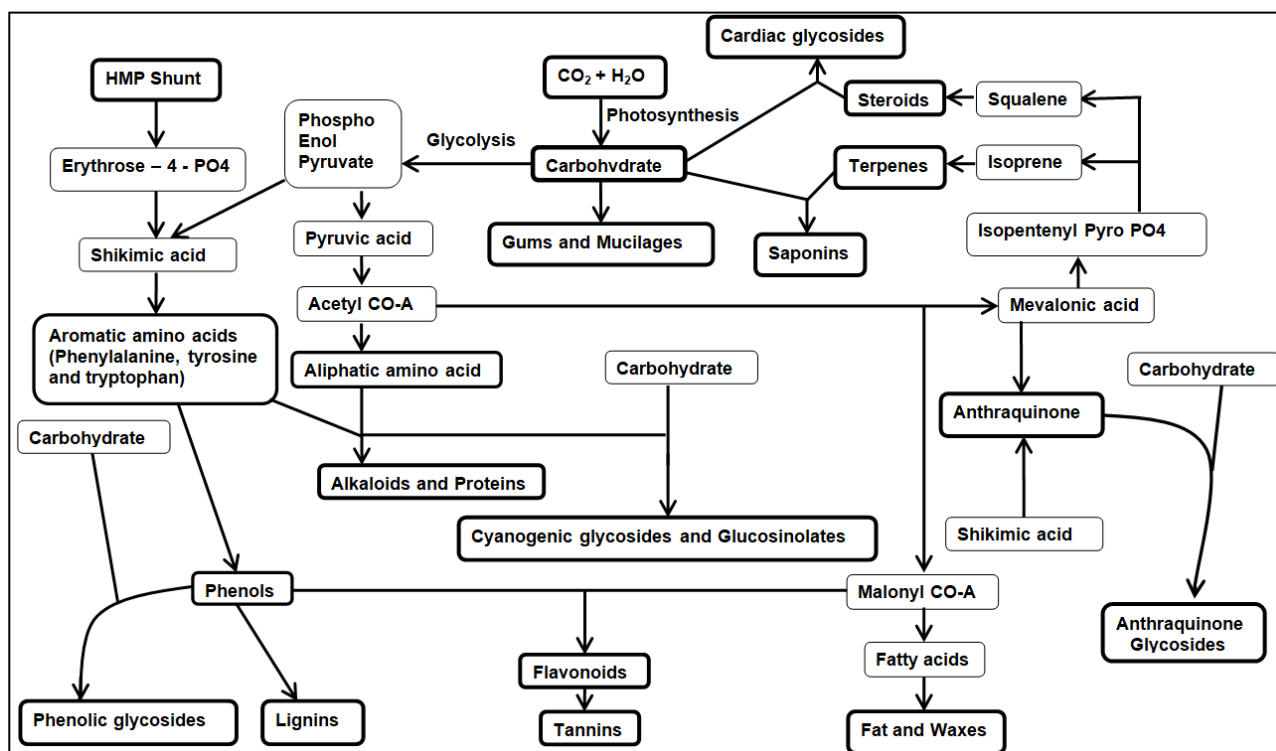 Cardiac glycosides
HMP Shunt
CO₂ + H₂O
Photosynthesis
Steroids
Squalene
Phospho
Enol
Pyruvate
Glycolysis
Erythrose – 4 - PO4
Carbohydrate
Terpenes
Isoprene
Shikimic acid
Pyruvic acid
Gums and Mucilages
Saponins
Isopentenyl Pyro PO4
Acetyl CO-A
Mevalonic acid
Aromatic amino acids
(Phenylalanine, tyrosine
and tryptophan)
Aliphatic amino acid
Carbohydrate
Carbohydrate
Carbohydrate
Anthraquinone
Alkaloids and Proteins
Cyanogenic glycosides and Glucosinolates
Shikimic acid
Phenols
Malonyl CO-A
Anthraquinone
Glycosides
Flavonoids
Fatty acids
Phenolic glycosides
Lignins
Tannins
Fat and Waxes